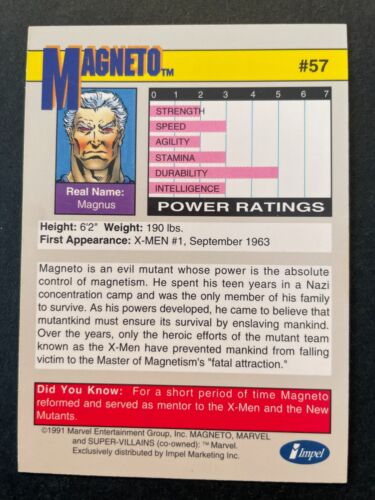 MAGNETO™
#57
0 1 2 3 4 5 6 7
STRENGTH
SPEED
AGILITY
STAMINA
DURABILITY
INTELLIGENCE
POWER RATINGS
Real Name:
Magnus
Height: 6'2" Weight: 190 lbs.
First Appearance: X-MEN #1, September 1963
Magneto is an evil mutant whose power is the absolute
control of magnetism. He spent his teen years in a Nazi
concentration camp and was the only member of his family
to survive. As his powers developed, he came to believe that
mutantkind must ensure its survival by enslaving mankind.
Over the years, only the heroic efforts of the mutant team
known as the X-Men have prevented mankind from falling
victim to the Master of Magnetism's "fatal attraction."
Did You Know: For a short period of time Magneto
reformed and served as mentor to the X-Men and the New
Mutants.
©1991 Marvel Entertainment Group, Inc. MAGNETO, MARVEL
and SUPER-VILLAINS (co-owned): ™ Marvel.
Exclusively distributed by Impel Marketing Inc.
Impel